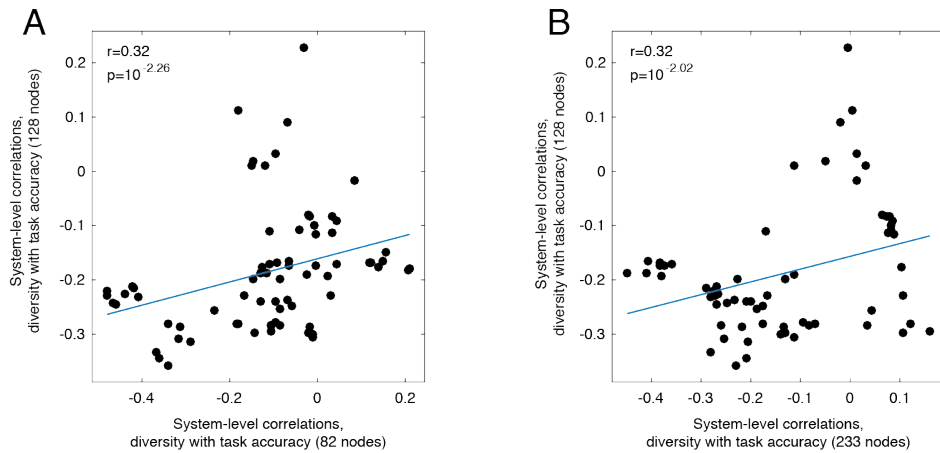 A
r=0.32
p=10^-2.26
System-level correlations,
diversity with task accuracy (128 nodes)
0.2
0.1
0
-0.1
-0.2
-0.3
-0.4
-0.2
0
0.2
System-level correlations,
diversity with task accuracy (82 nodes)
B
r=0.32
p=10^-2.02
System-level correlations,
diversity with task accuracy (128 nodes)
0.2
0.1
0
-0.1
-0.2
-0.3
-0.4
-0.5
-0.3
-0.2
-0.1
0
0.1
System-level correlations,
diversity with task accuracy (233 nodes)